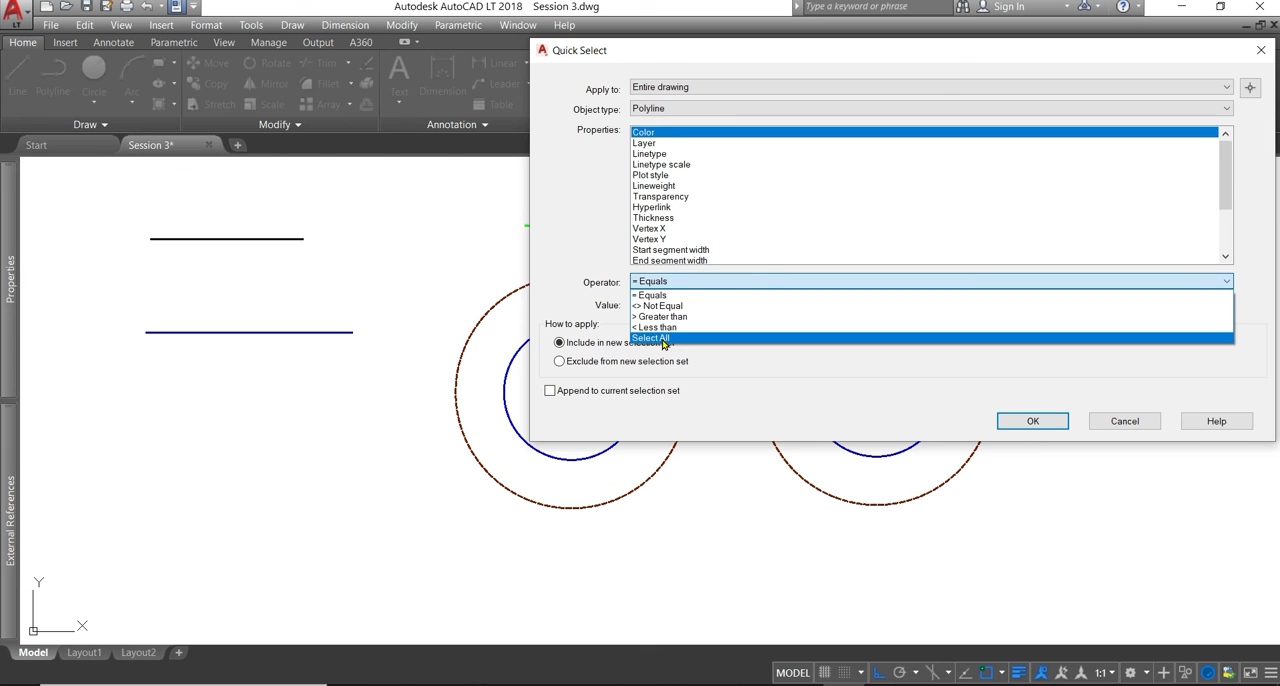 LT
Autodesk AutoCAD LT 2018 Session 3.dwg
Type a keyword or phrase
Sign In
File Edit View Insert Format Tools Draw Dimension Modify Parametric Window Help
Home Insert Annotate Parametric View Manage Output A360
Line Polyline Circle Arc
Move Rotate Trim
Copy Mirror Fillet
Stretch Scale Array
Text Dimension
Linear
Leader
Table
Draw Modify Annotation
Start Session 3*
Properties
External References
Quick Select
Apply to: Entire drawing
Object type: Polyline
Properties: Color
Layer
Linetype
Linetype scale
Plot style
Lineweight
Transparency
Hyperlink
Thickness
Vertex X
Vertex Y
Start segment width
End segment width
Operator: = Equals
= Equals
<> Not Equal
> Greater than
< Less than
Select All
Value:
How to apply:
Include in new
Exclude from new selection set
Append to current selection set
OK Cancel Help
Y
X
Model Layout1 Layout2
MODEL 1:1